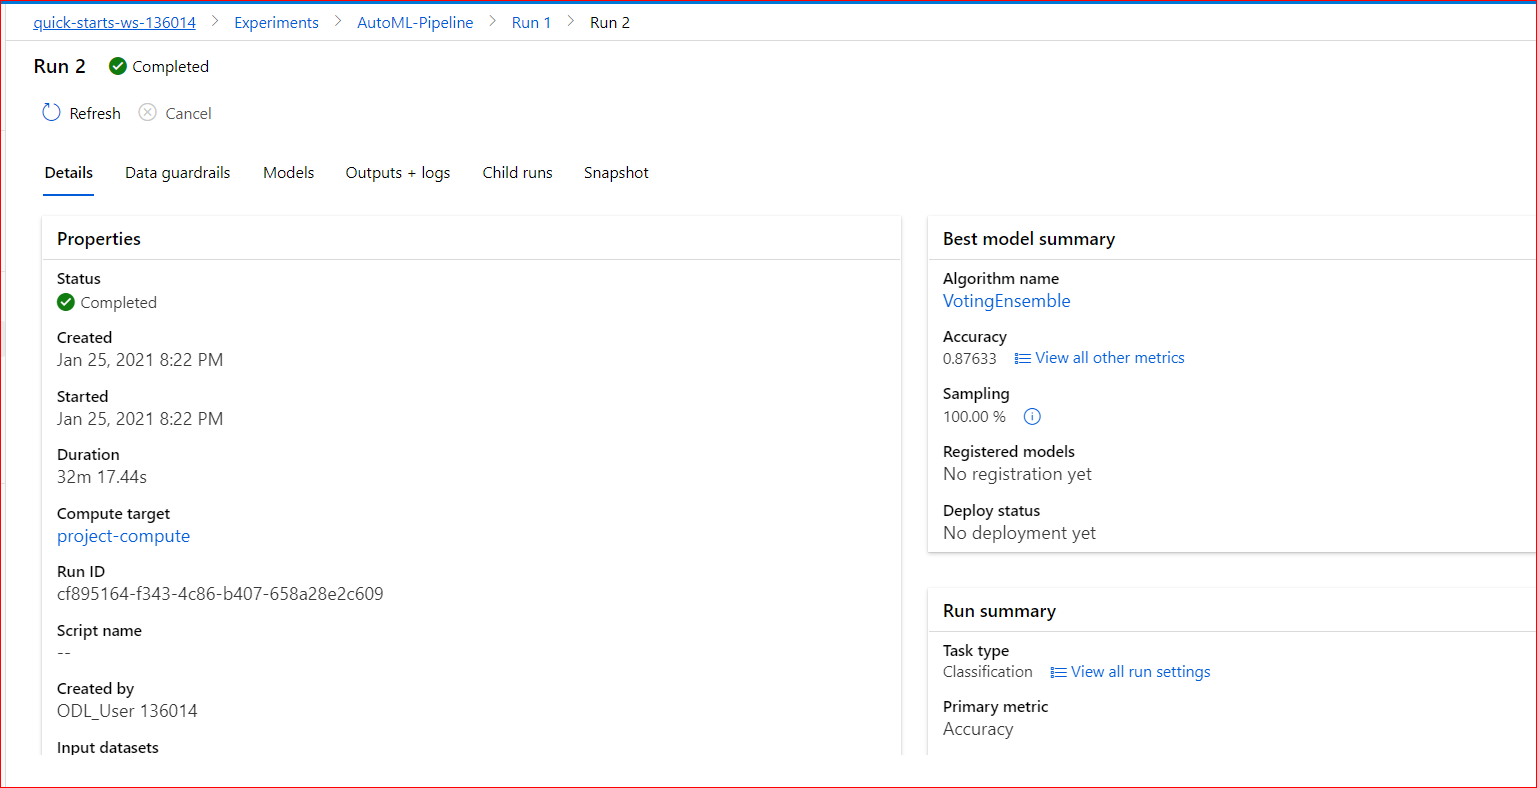 quick-starts-ws-136014 > Experiments > AutoML-Pipeline > Run 1 > Run 2
Run 2 Completed
Refresh Cancel
Details Data guardrails Models Outputs + logs Child runs Snapshot
Properties
Status
Completed
Created
Jan 25, 2021 8:22 PM
Started
Jan 25, 2021 8:22 PM
Duration
32m 17.44s
Compute target
project-compute
Run ID
cf895164-f343-4c86-b407-658a28e2c609
Script name
--
Created by
ODL_User 136014
Input datasets
Best model summary
Algorithm name
VotingEnsemble
Accuracy
0.87633 View all other metrics
Sampling
100.00 %
Registered models
No registration yet
Deploy status
No deployment yet
Run summary
Task type
Classification View all run settings
Primary metric
Accuracy